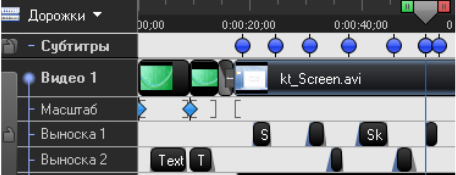 Дорожки
00;00 0:00:20;00 0:00:40;00 0
Субтитры
Видео 1 kt_Screen.avi
Масштаб
Выноска 1 S Sk
Выноска 2 Text T